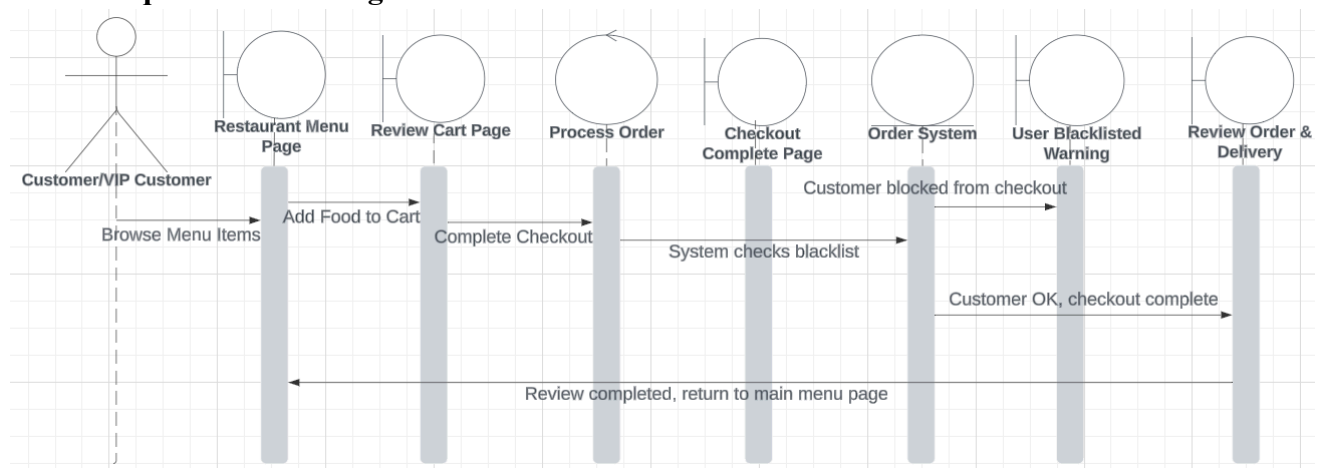 Restaurant Menu
Page
Review Cart Page
Process Order
Checkout
Complete Page
Order System
User Blacklisted
Warning
Review Order &
Delivery
Customer/VIP Customer
Customer blocked from checkout
Add Food to Cart
Browse Menu Items
Complete Checkout
System checks blacklist
Customer OK, checkout complete
Review completed, return to main menu page